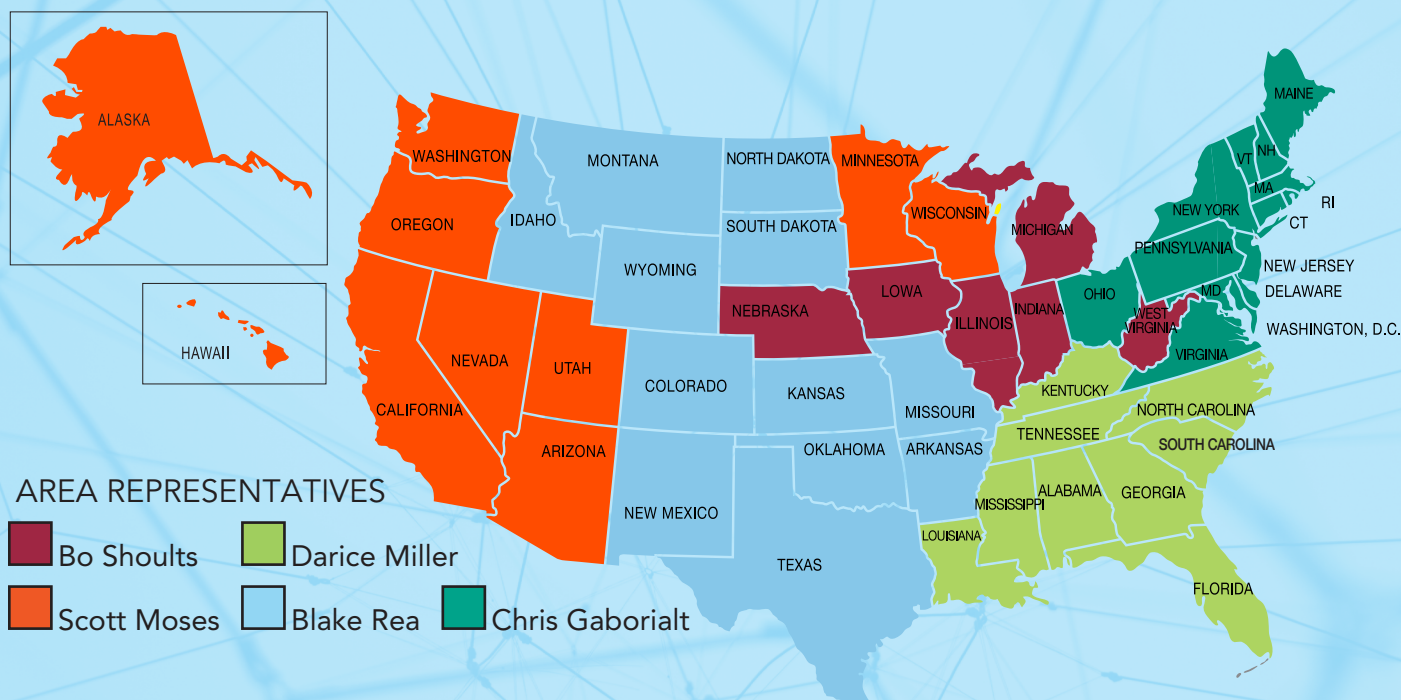 ALASKA
HAWAII
WASHINGTON
OREGON
CALIFORNIA
NEVADA
IDAHO
MONTANA
WYOMING
UTAH
ARIZONA
COLORADO
NEW MEXICO
NORTH DAKOTA
SOUTH DAKOTA
NEBRASKA
KANSAS
OKLAHOMA
TEXAS
MINNESOTA
WISCONSIN
LOWA
MISSOURI
ARKANSAS
LOUISIANA
ILLINOIS
MICHIGAN
INDIANA
OHIO
KENTUCKY
TENNESSEE
MISSISSIPPI
ALABAMA
GEORGIA
FLORIDA
SOUTH CAROLINA
NORTH CAROLINA
VIRGINIA
WEST
VIRGINIA
MD
PENNSYLVANIA
NEW YORK
VT
NH
MAINE
MA
RI
CT
NEW JERSEY
DELAWARE
WASHINGTON, D.C.
AREA REPRESENTATIVES
Bo Shoults
Darice Miller
Scott Moses
Blake Rea
Chris Gaborialt